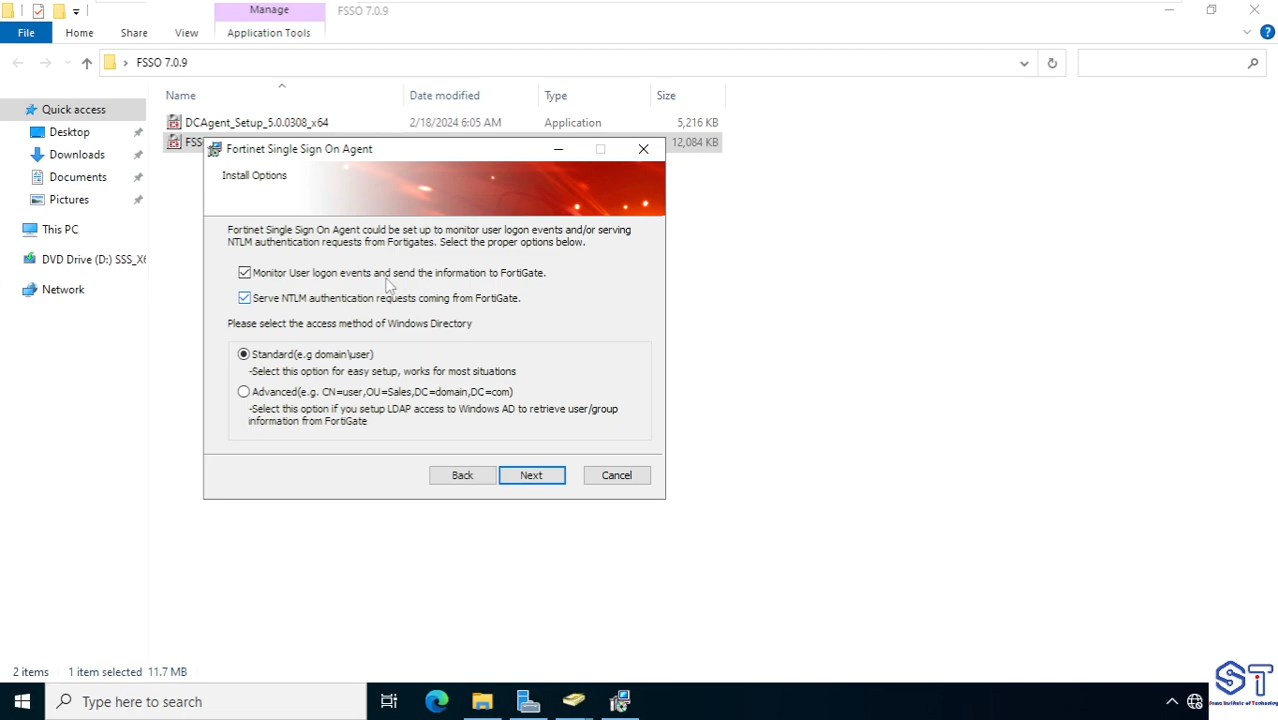 Manage
FSSO 7.0.9
File
Home
Share
View
Application Tools
FSSO 7.0.9
Quick access
Desktop
Downloads
Documents
Pictures
This PC
DVD Drive (D:) SSS_X6
Network
Name
Date modified
Type
Size
DCAgent_Setup_5.0.0308_x64
2/18/2024 6:05 AM
Application
5,216 KB
FSS
12,084 KB
Fortinet Single Sign On Agent
Install Options
Fortinet Single Sign On Agent could be set up to monitor user logon events and/or serving
NTLM authentication requests from Fortigates. Select the proper options below.
Monitor User logon events and send the information to FortiGate.
Serve NTLM authentication requests coming from FortiGate.
Please select the access method of Windows Directory
Standard(e.g domain\user)
-Select this option for easy setup, works for most situations
Advanced(e.g. CN=user,OU=Sales,DC=domain,DC=com)
-Select this option if you setup LDAP access to Windows AD to retrieve user/group
information from FortiGate
Back
Next
Cancel
2 items
1 item selected 11.7 MB
Type here to search